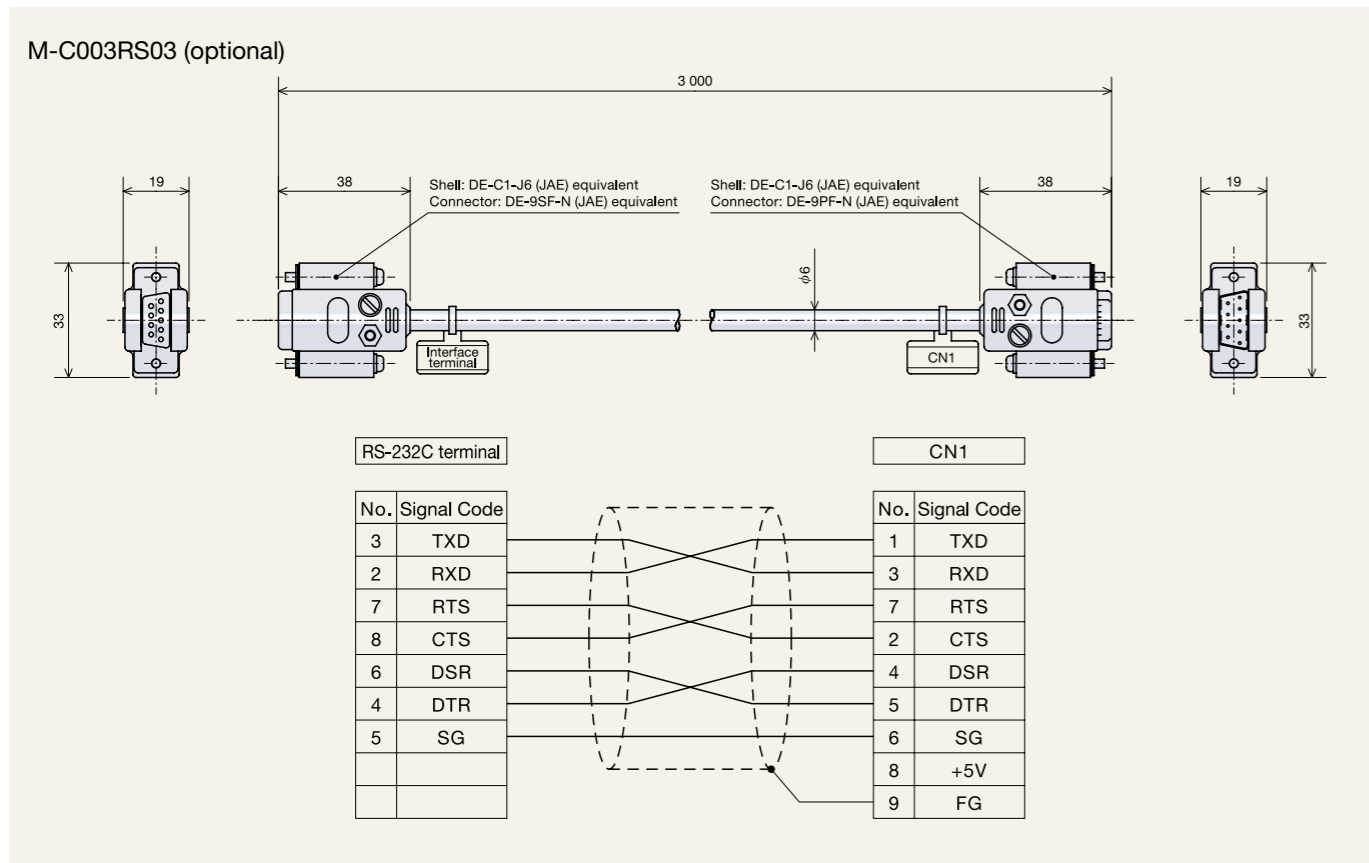 M-C003RS03 (optional)
3 000
19
38
Shell: DE-C1-J6 (JAE) equivalent
Connector: DE-9SF-N (JAE) equivalent
Shell: DE-C1-J6 (JAE) equivalent
Connector: DE-9PF-N (JAE) equivalent
38
19
33
φ6
33
Interface
terminal
CN1
RS-232C terminal
CN1
No. Signal Code
3 TXD
2 RXD
7 RTS
8 CTS
6 DSR
4 DTR
5 SG
No. Signal Code
1 TXD
3 RXD
7 RTS
2 CTS
4 DSR
5 DTR
6 SG
8 +5V
9 FG